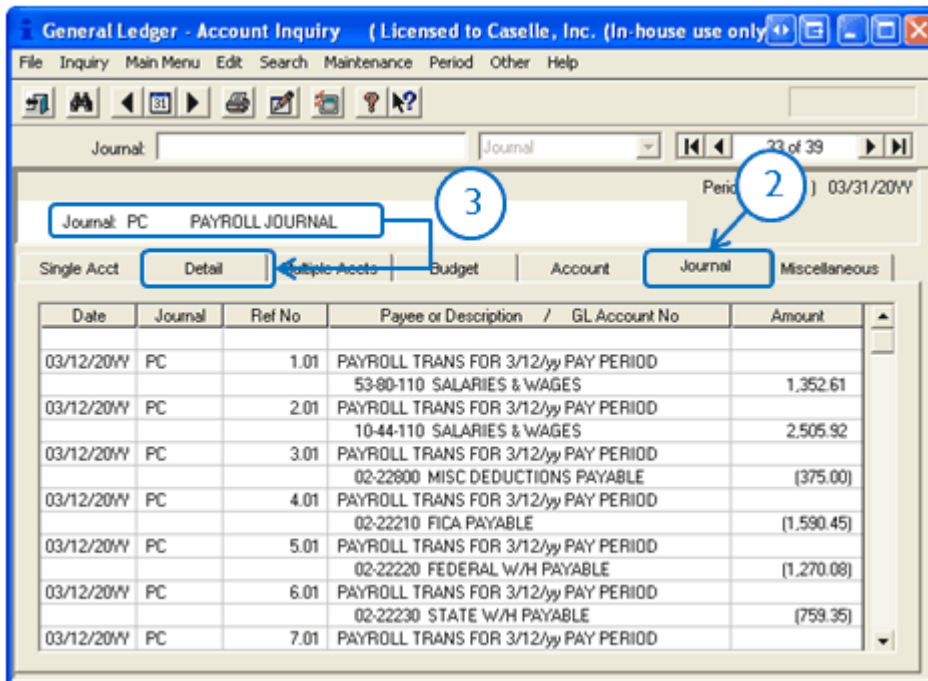 General Ledger - Account Inquiry (Licensed to Caselle, Inc. (In-house use only
File Inquiry Main Menu Edit Search Maintenance Period Other Help
31
Journal: Journal 33 of 39
2 ) 03/31/20YY
3
Journal: PC PAYROLL JOURNAL
Single Acct Detail Multiple Accts Budget Account Journal Miscellaneous
Date Journal Ref No Payee or Description / GL Account No Amount
03/12/20YY PC 1.01 PAYROLL TRANS FOR 3/12/yy PAY PERIOD
53-80-110 SALARIES & WAGES 1,352.61
03/12/20YY PC 2.01 PAYROLL TRANS FOR 3/12/yy PAY PERIOD
10-44-110 SALARIES & WAGES 2,505.92
03/12/20YY PC 3.01 PAYROLL TRANS FOR 3/12/yy PAY PERIOD
02-22800 MISC DEDUCTIONS PAYABLE (375.00)
03/12/20YY PC 4.01 PAYROLL TRANS FOR 3/12/yy PAY PERIOD
02-22210 FICA PAYABLE (1,590.45)
03/12/20YY PC 5.01 PAYROLL TRANS FOR 3/12/yy PAY PERIOD
02-22220 FEDERAL W/H PAYABLE (1,270.08)
03/12/20YY PC 6.01 PAYROLL TRANS FOR 3/12/yy PAY PERIOD
02-22230 STATE W/H PAYABLE (759.35)
03/12/20YY PC 7.01 PAYROLL TRANS FOR 3/12/yy PAY PERIOD